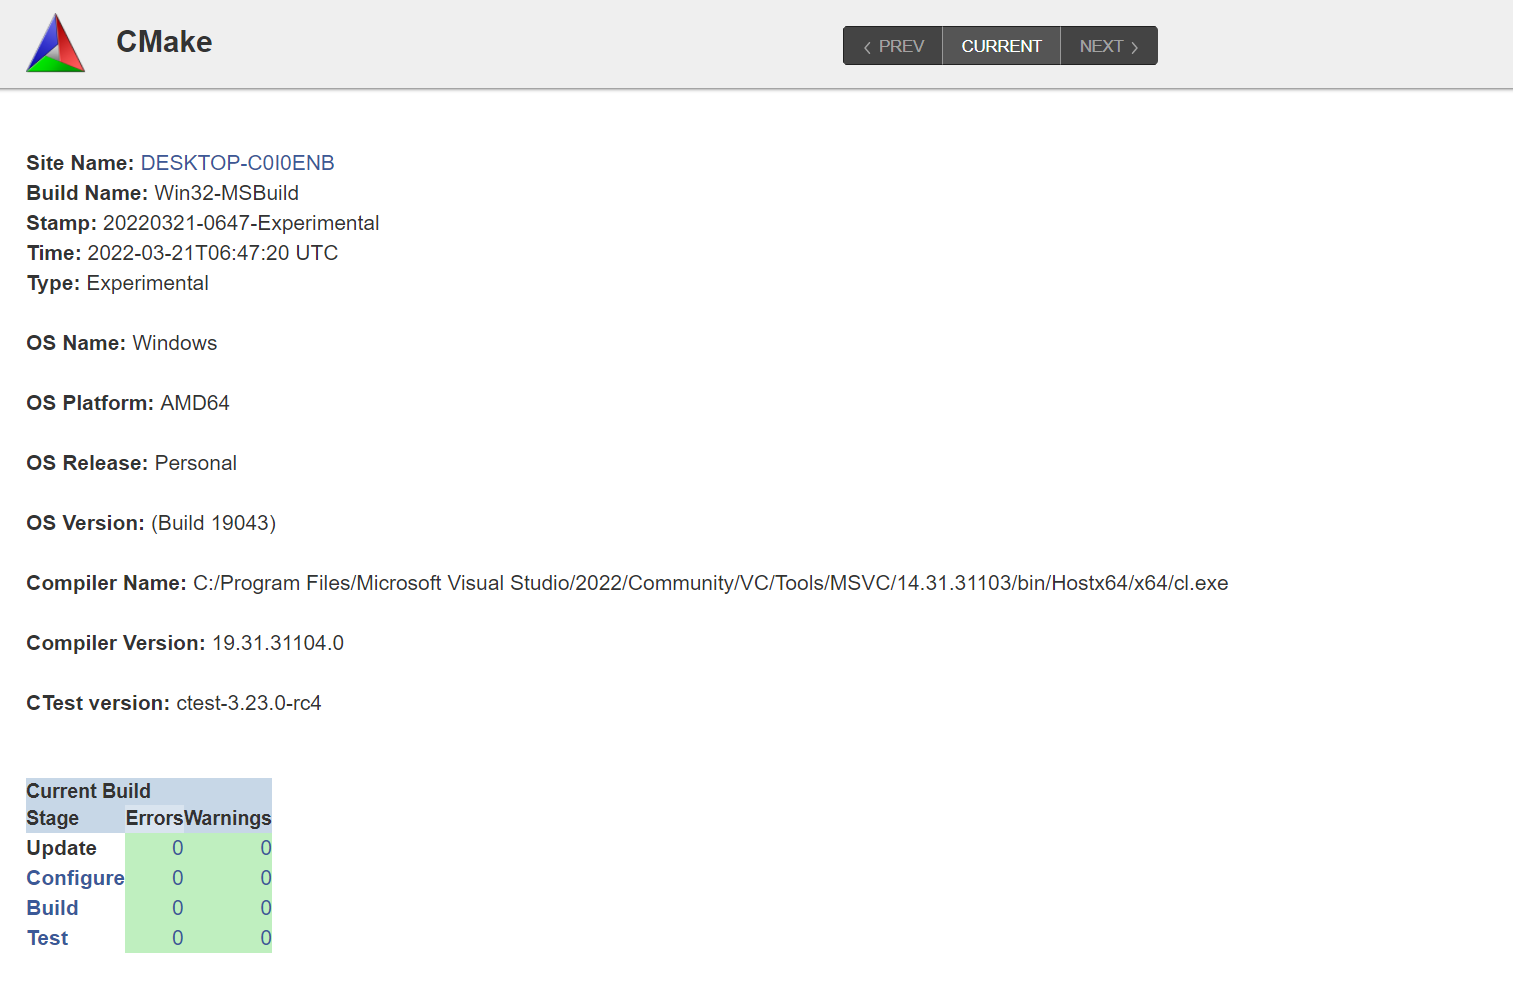 CMake
PREV CURRENT NEXT
Site Name: DESKTOP-C0I0ENB
Build Name: Win32-MSBuild
Stamp: 20220321-0647-Experimental
Time: 2022-03-21T06:47:20 UTC
Type: Experimental
OS Name: Windows
OS Platform: AMD64
OS Release: Personal
OS Version: (Build 19043)
Compiler Name: C:/Program Files/Microsoft Visual Studio/2022/Community/VC/Tools/MSVC/14.31.31103/bin/Hostx64/x64/cl.exe
Compiler Version: 19.31.31104.0
CTest version: ctest-3.23.0-rc4
Current Build
Stage Errors Warnings
Update 0 0
Configure 0 0
Build 0 0
Test 0 0